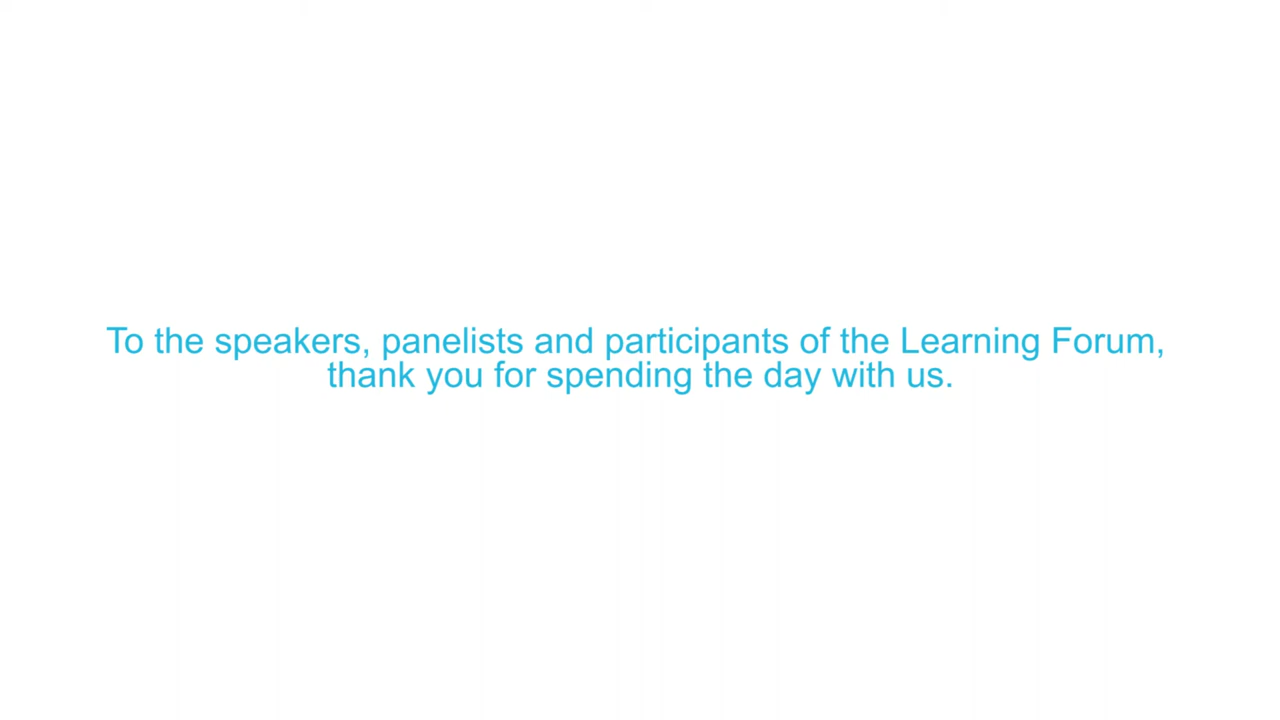 To the speakers, panelists and participants of the Learning Forum,
thank you for spending the day with us.